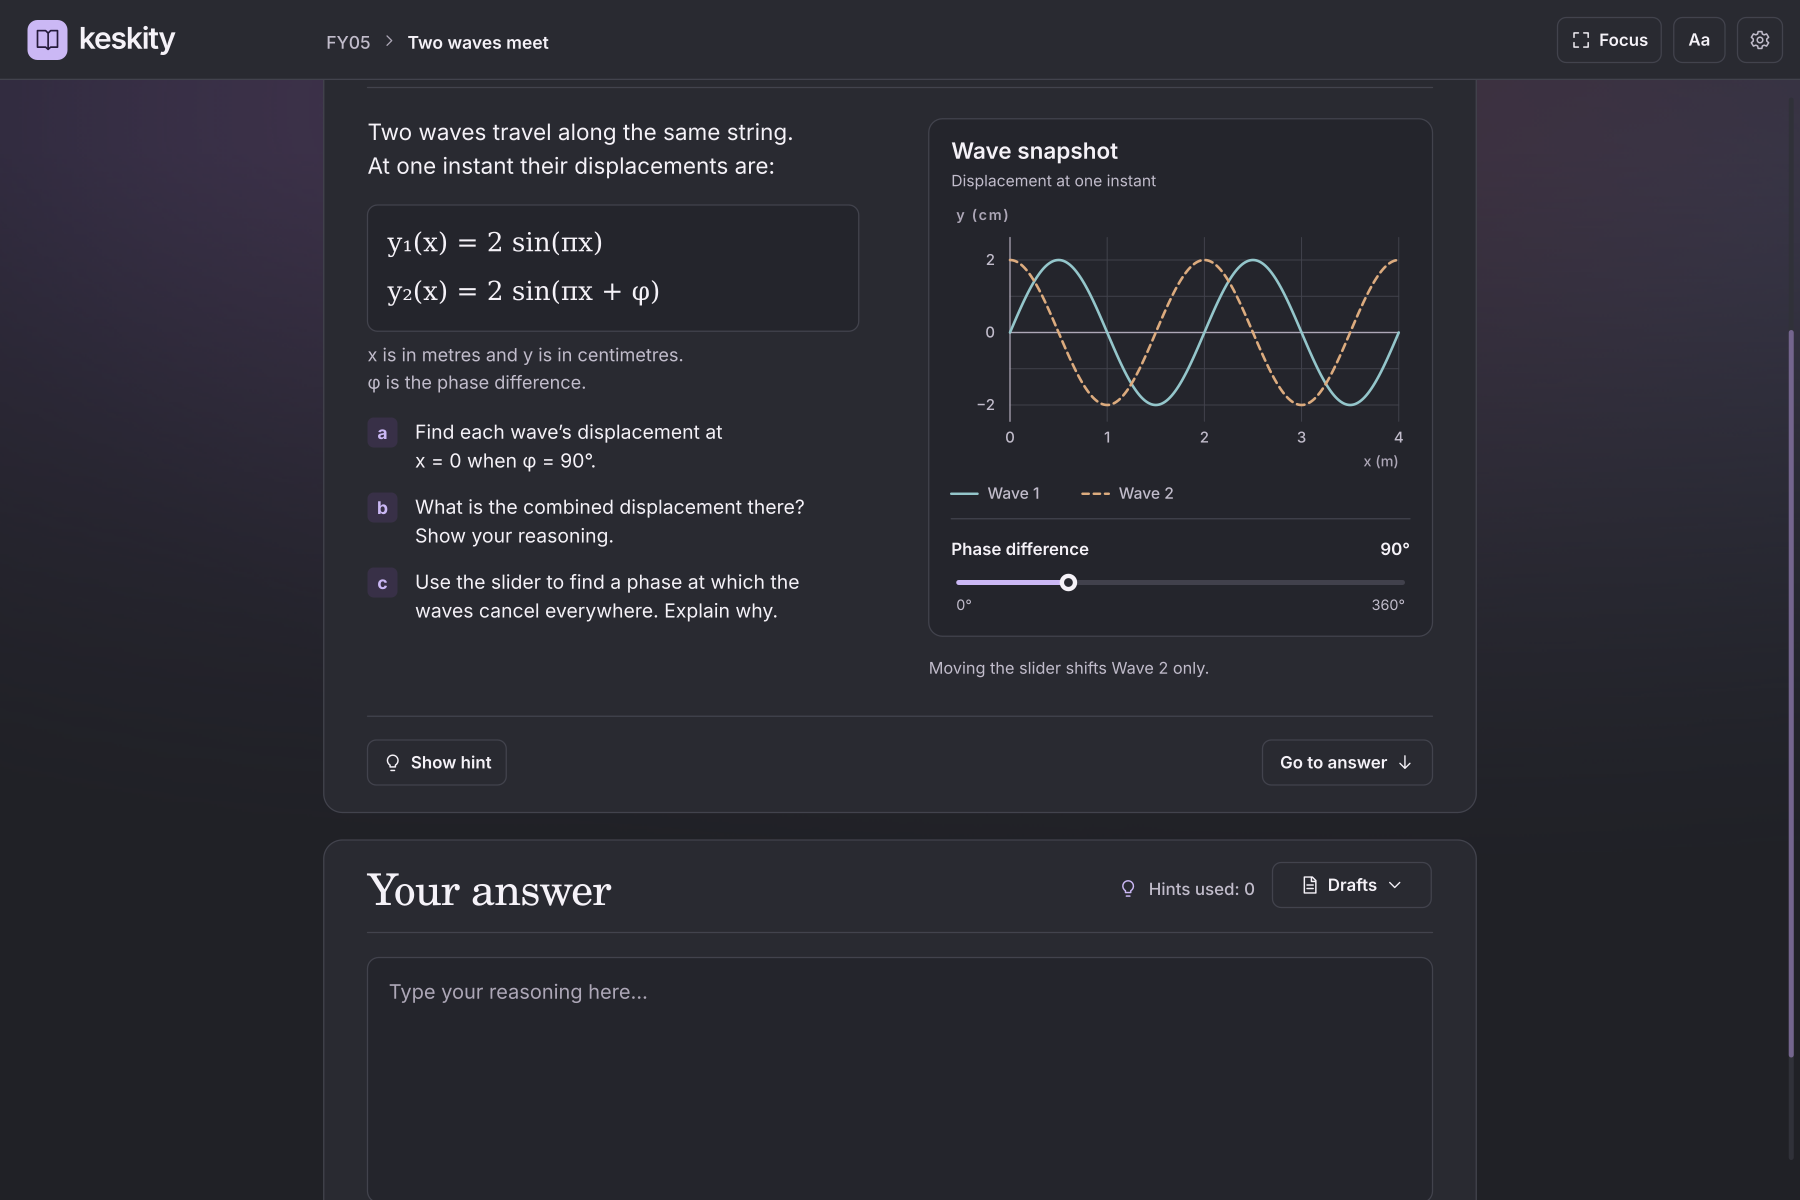 keskity
FY05 > Two waves meet
Focus
Aa
Two waves travel along the same string.
At one instant their displacements are:
y₁(x) = 2 sin(πx)
y₂(x) = 2 sin(πx + φ)
x is in metres and y is in centimetres.
φ is the phase difference.
a Find each wave’s displacement at
x = 0 when φ = 90°.
b What is the combined displacement there?
Show your reasoning.
c Use the slider to find a phase at which the
waves cancel everywhere. Explain why.
Wave snapshot
Displacement at one instant
y (cm)
2
0
−2
0 1 2 3 4
x (m)
Wave 1 Wave 2
Phase difference 90°
0° 360°
Moving the slider shifts Wave 2 only.
Show hint
Go to answer ↓
Your answer
Hints used: 0
Drafts
Type your reasoning here...